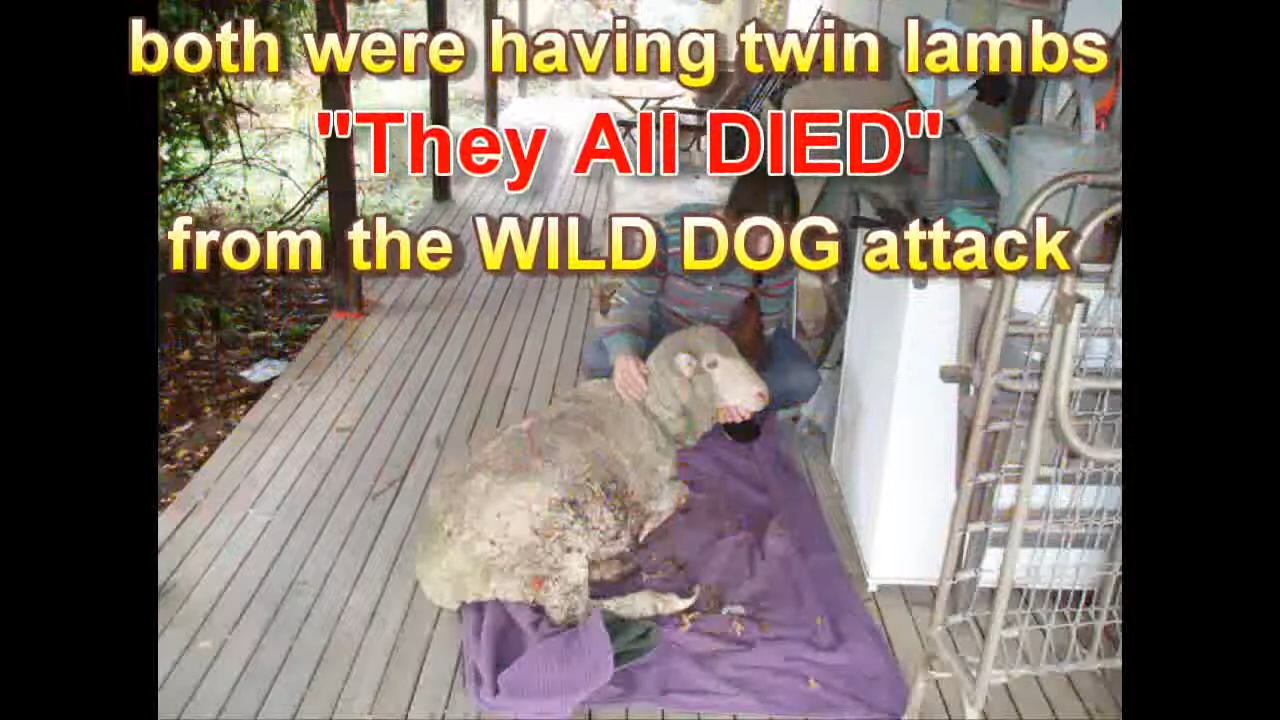 both were having twin lambs
"They All DIED"
from the WILD DOG attack